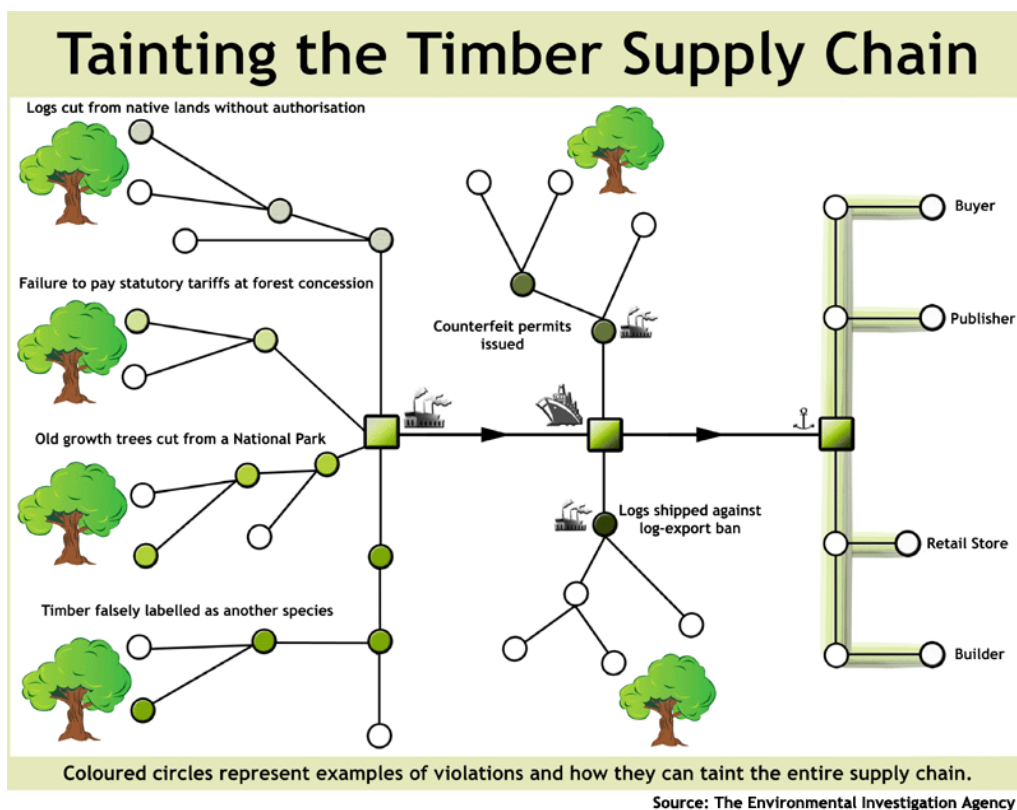 Tainting the Timber Supply Chain
Logs cut from native lands without authorisation
Failure to pay statutory tariffs at forest concession
Old growth trees cut from a National Park
Timber falsely labelled as another species
Counterfeit permits
issued
Logs shipped against
log-export ban
Buyer
Publisher
Retail Store
Builder
Coloured circles represent examples of violations and how they can taint the entire supply chain.
Source: The Environmental Investigation Agency